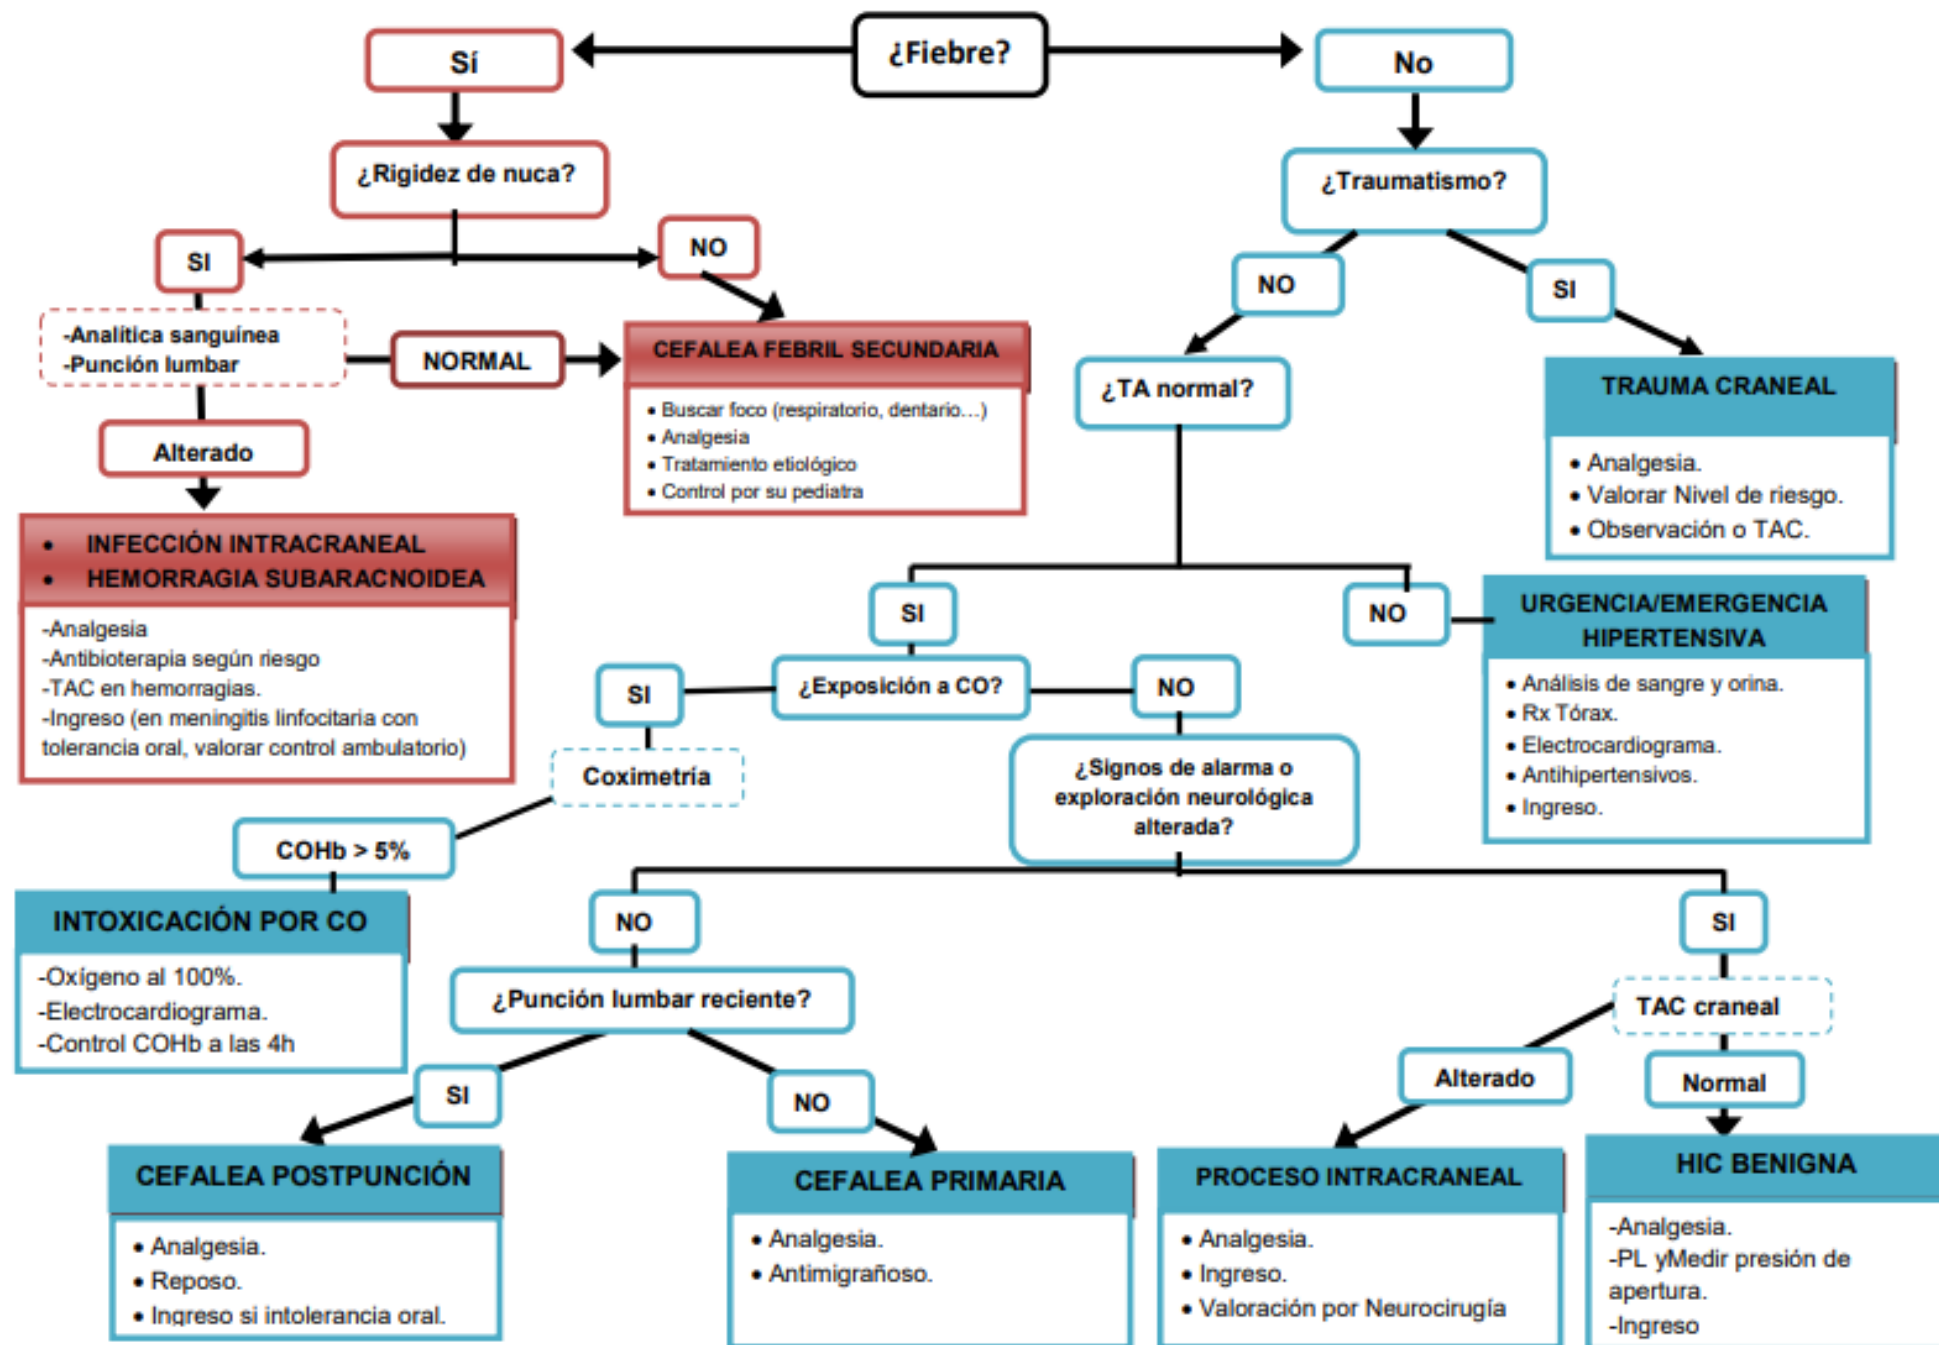 ¿Fiebre?
Sí
No
¿Rigidez de nuca?
¿Traumatismo?
SI
NO
NO
SI
-Analítica sanguínea
-Punción lumbar
NORMAL
CEFALEA FEBRIL SECUNDARIA
• Buscar foco (respiratorio, dentario...)
• Analgesia
• Tratamiento etiológico
• Control por su pediatra
¿TA normal?
TRAUMA CRANEAL
• Analgesia.
• Valorar Nivel de riesgo.
• Observación o TAC.
Alterado
• INFECCIÓN INTRACRANEAL
• HEMORRAGIA SUBARACNOIDEA
-Analgesia
-Antibioterapia según riesgo
-TAC en hemorragias.
-Ingreso (en meningitis linfocitaria con
tolerancia oral, valorar control ambulatorio)
SI
NO
URGENCIA/EMERGENCIA
HIPERTENSIVA
• Análisis de sangre y orina.
• Rx Tórax.
• Electrocardiograma.
• Antihipertensivos.
• Ingreso.
SI
¿Exposición a CO?
NO
Coximetría
¿Signos de alarma o
exploración neurológica
alterada?
COHb > 5%
INTOXICACIÓN POR CO
-Oxígeno al 100%.
-Electrocardiograma.
-Control COHb a las 4h
NO
SI
¿Punción lumbar reciente?
TAC craneal
SI
NO
Alterado
Normal
CEFALEA POSTPUNCIÓN
• Analgesia.
• Reposo.
• Ingreso si intolerancia oral.
CEFALEA PRIMARIA
• Analgesia.
• Antimigrañoso.
PROCESO INTRACRANEAL
• Analgesia.
• Ingreso.
• Valoración por Neurocirugía
HIC BENIGNA
-Analgesia.
-PL yMedir presión de
apertura.
-Ingreso